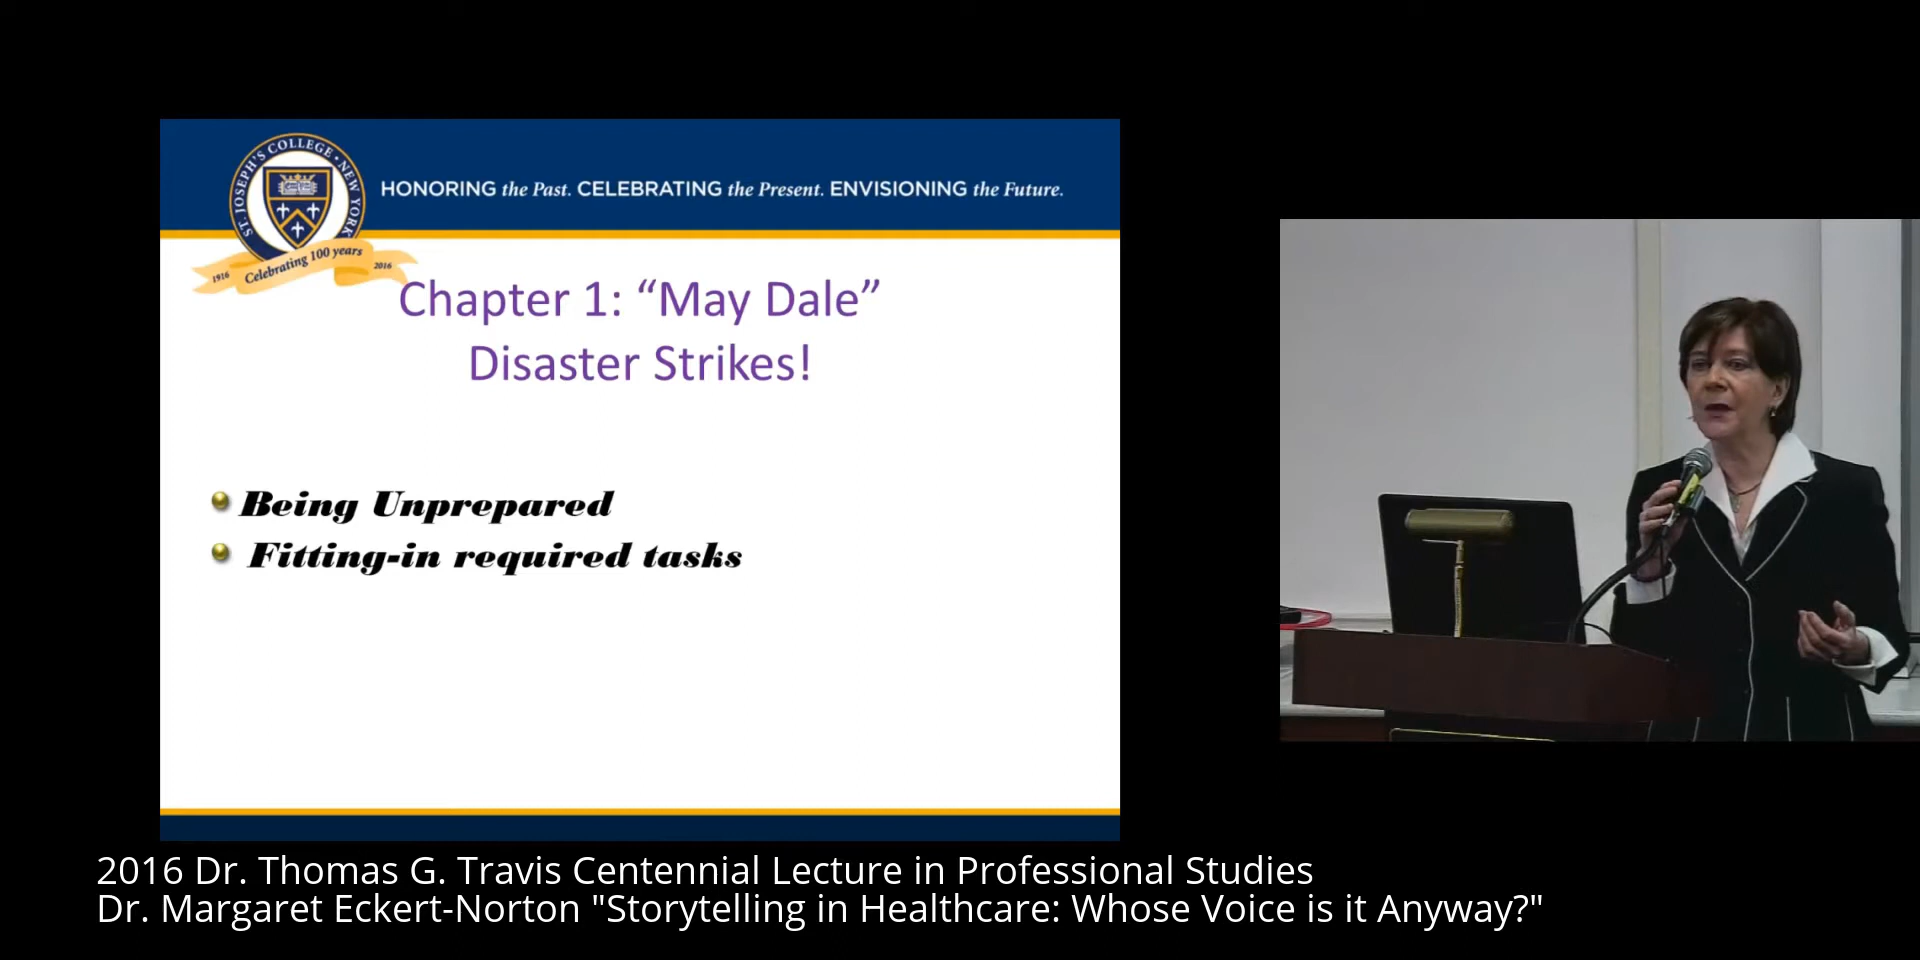 ST. JOSEPH'S COLLEGE • NEW YORK
HONORING the Past. CELEBRATING the Present. ENVISIONING the Future.
1916 Celebrating 100 years 2016
Chapter 1: “May Dale”
Disaster Strikes!
Being Unprepared
Fitting-in required tasks
2016 Dr. Thomas G. Travis Centennial Lecture in Professional Studies
Dr. Margaret Eckert-Norton "Storytelling in Healthcare: Whose Voice is it Anyway?"